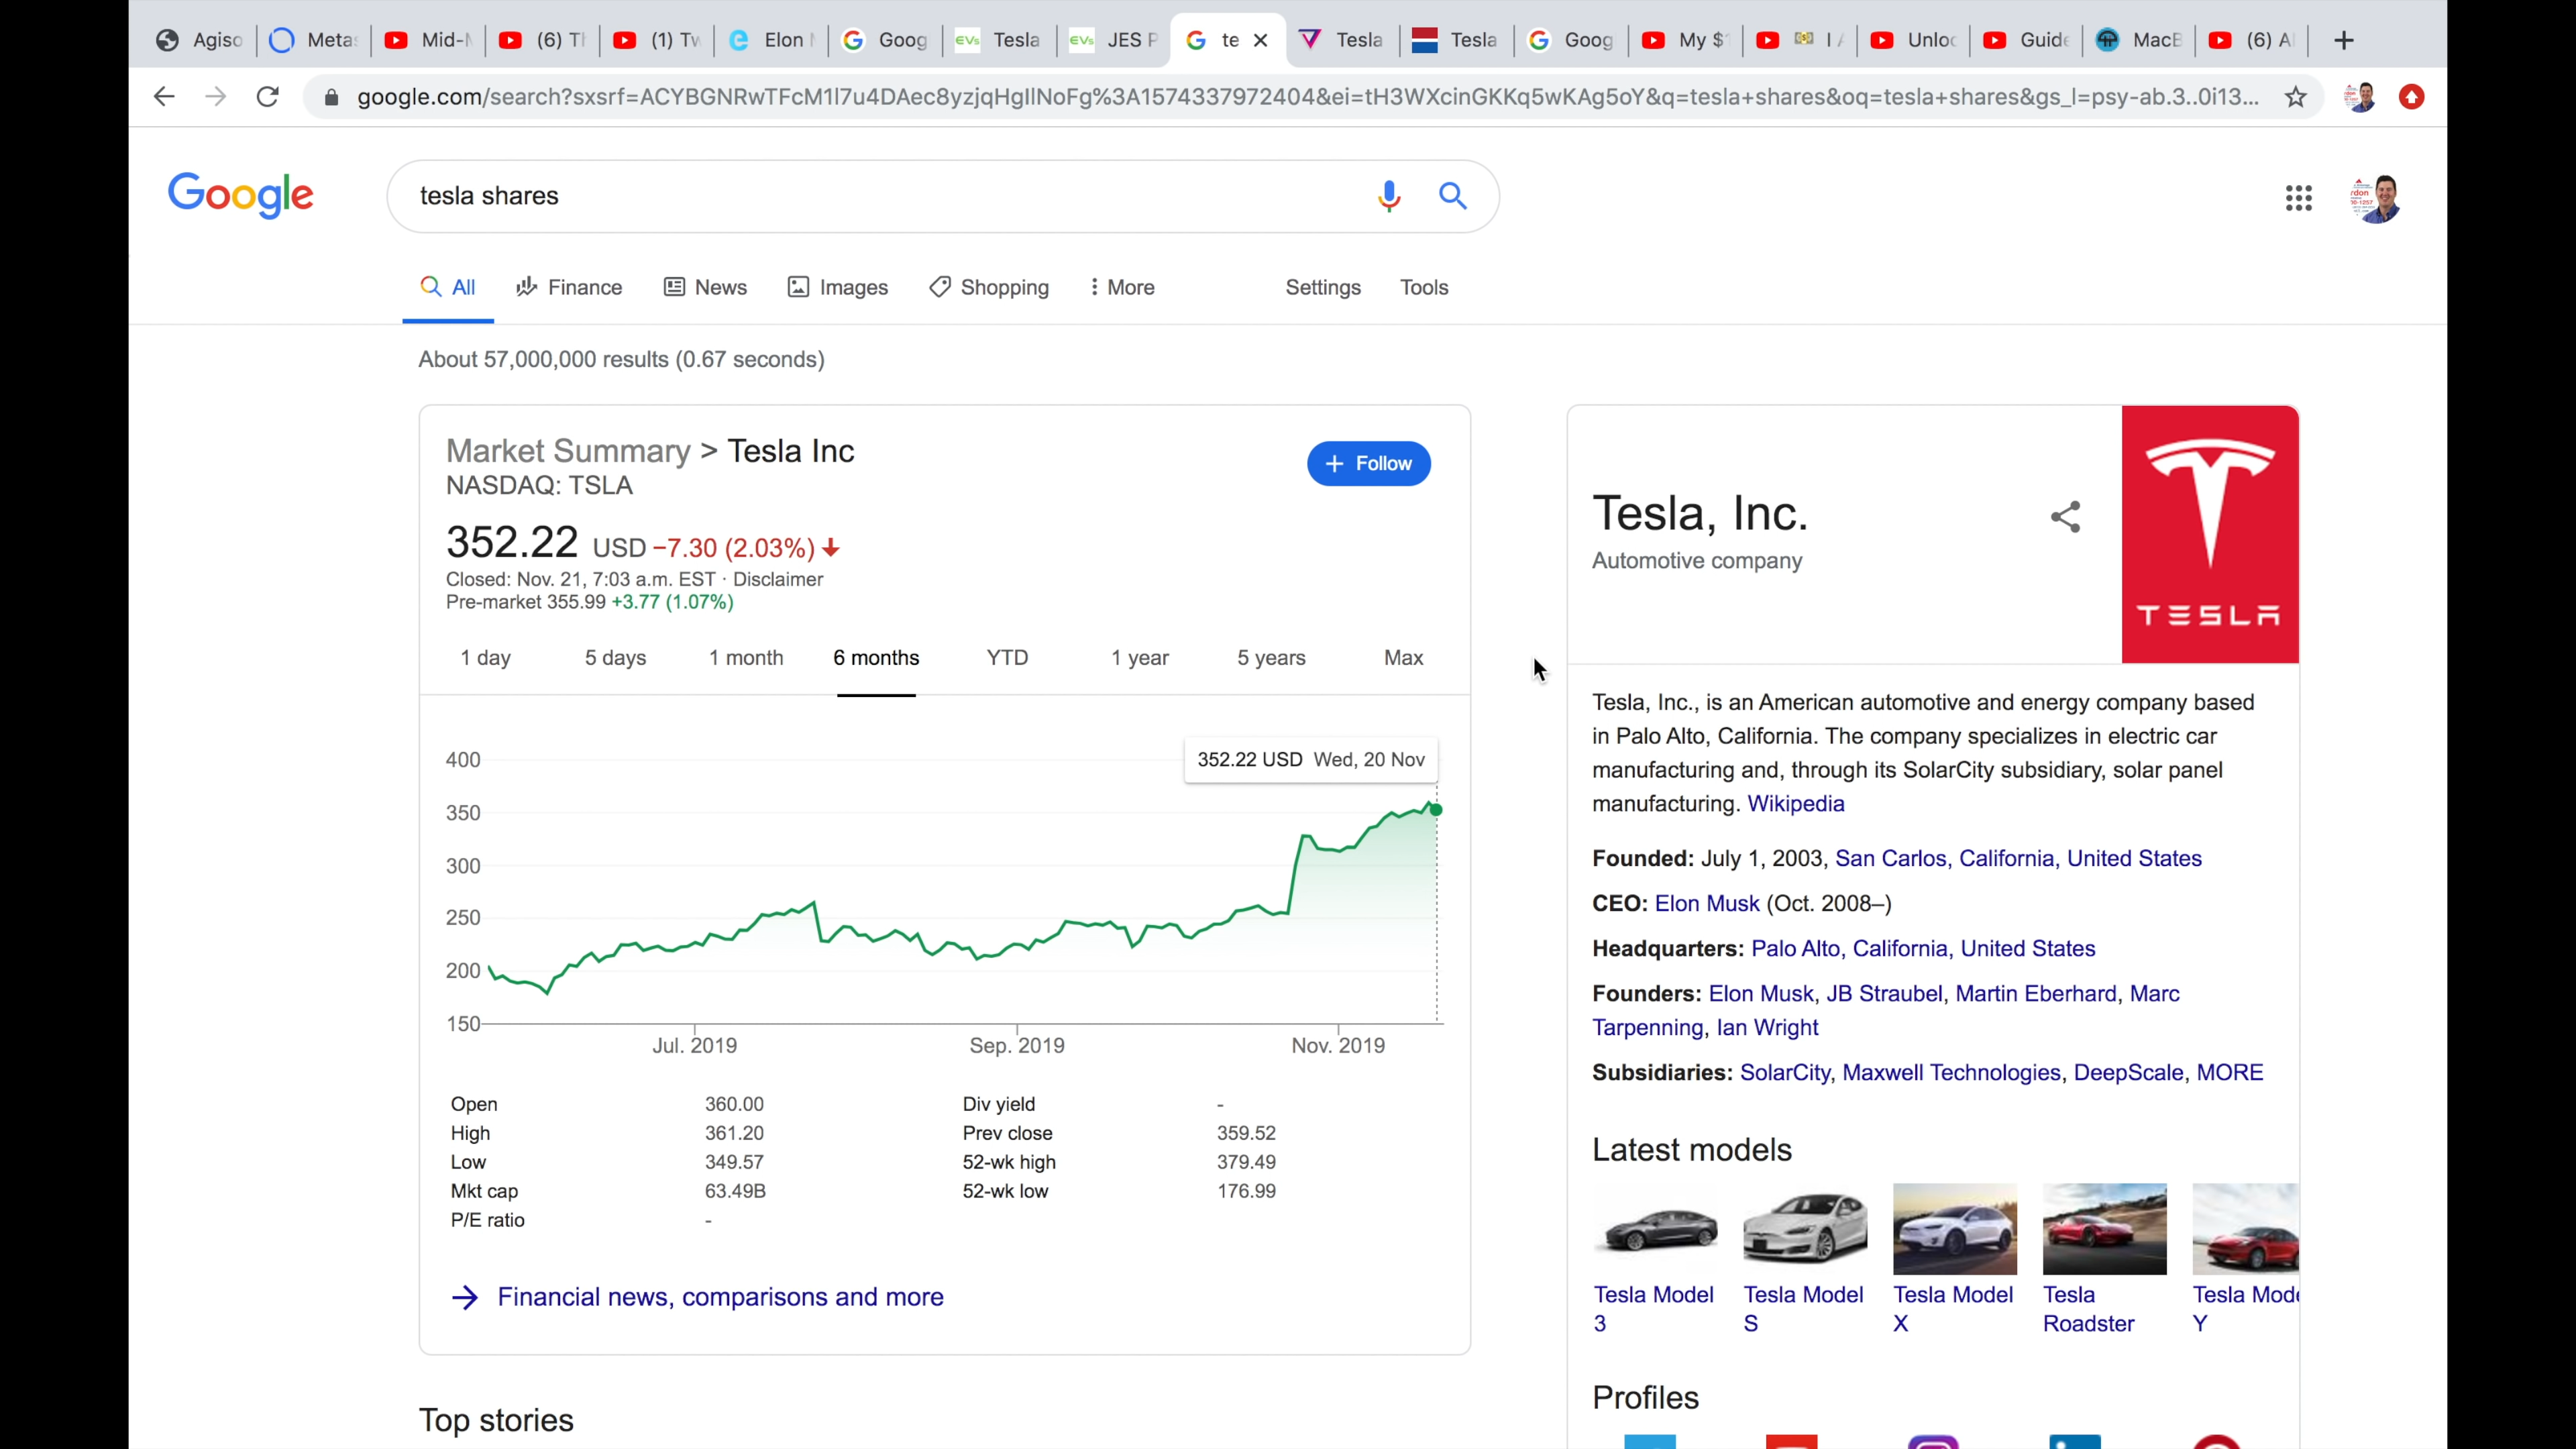 Agiso
Metas
Mid-M
(6) Th
(1) Tw
Elon M
Goog
EVs Tesla
EVs JES P
te
Tesla
Tesla
Goog
My $1
I A
Unloc
Guide
MacB
(6) Al
google.com/search?sxsrf=ACYBGNRwTFcM1l7u4DAec8yzjqHgIlNoFg%3A1574337972404&ei=tH3WXcinGKKq5wKAg5oY&q=tesla+shares&oq=tesla+shares&gs_l=psy-ab.3..0i13...
Google
tesla shares
All Finance News Images Shopping More Settings Tools
About 57,000,000 results (0.67 seconds)
Market Summary > Tesla Inc
NASDAQ: TSLA
+ Follow
352.22 USD −7.30 (2.03%)
Closed: Nov. 21, 7:03 a.m. EST · Disclaimer
Pre-market 355.99 +3.77 (1.07%)
1 day 5 days 1 month 6 months YTD 1 year 5 years Max
352.22 USD Wed, 20 Nov
400
350
300
250
200
150
Jul. 2019 Sep. 2019 Nov. 2019
Open 360.00 Div yield -
High 361.20 Prev close 359.52
Low 349.57 52-wk high 379.49
Mkt cap 63.49B 52-wk low 176.99
P/E ratio -
Financial news, comparisons and more
Top stories
Tesla, Inc.
Automotive company
TESLA
Tesla, Inc., is an American automotive and energy company based
in Palo Alto, California. The company specializes in electric car
manufacturing and, through its SolarCity subsidiary, solar panel
manufacturing. Wikipedia
Founded: July 1, 2003, San Carlos, California, United States
CEO: Elon Musk (Oct. 2008–)
Headquarters: Palo Alto, California, United States
Founders: Elon Musk, JB Straubel, Martin Eberhard, Marc
Tarpenning, Ian Wright
Subsidiaries: SolarCity, Maxwell Technologies, DeepScale, MORE
Latest models
Tesla Model
3
Tesla Model
S
Tesla Model
X
Tesla
Roadster
Tesla Mode
Y
Profiles